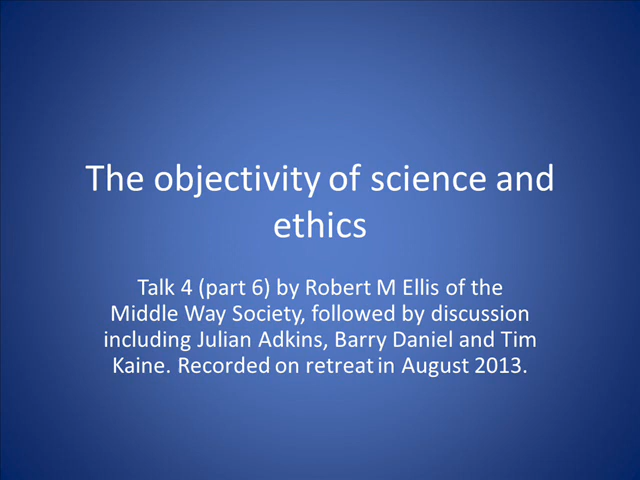 The objectivity of science and
ethics
Talk 4 (part 6) by Robert M Ellis of the
Middle Way Society, followed by discussion
including Julian Adkins, Barry Daniel and Tim
Kaine. Recorded on retreat in August 2013.